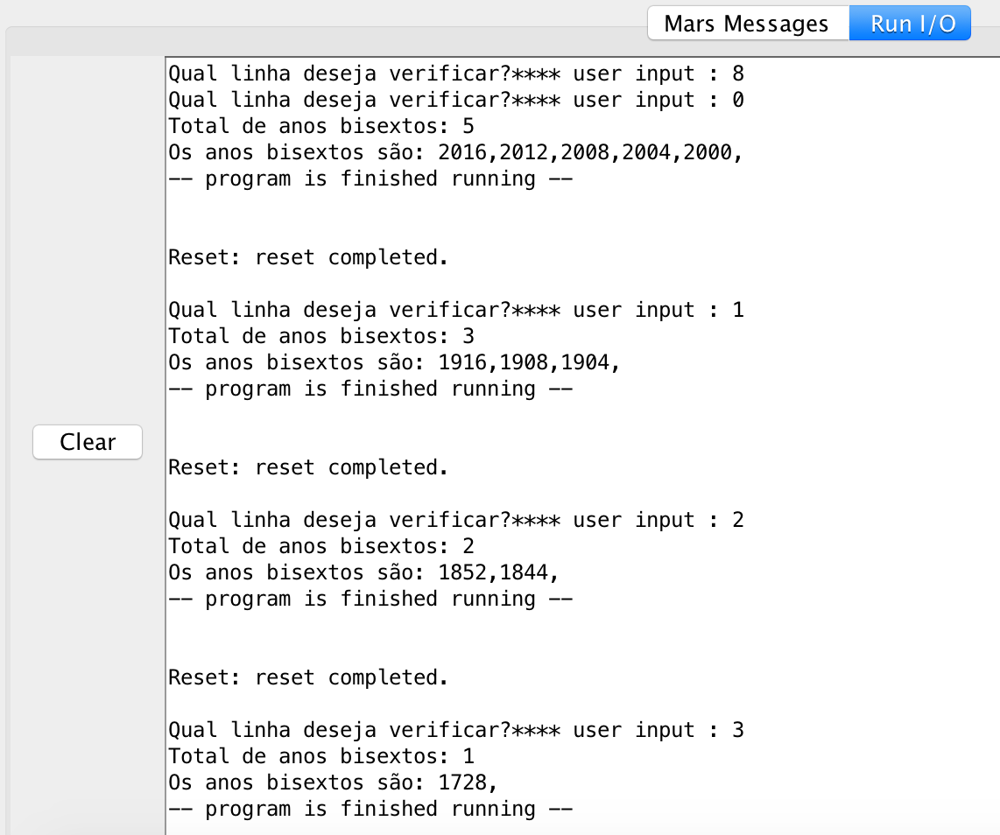 Mars Messages Run I/O
Qual linha deseja verificar?**** user input : 8
Qual linha deseja verificar?**** user input : 0
Total de anos bisextos: 5
Os anos bisextos são: 2016,2012,2008,2004,2000,
-- program is finished running --
Reset: reset completed.
Qual linha deseja verificar?**** user input : 1
Total de anos bisextos: 3
Os anos bisextos são: 1916,1908,1904,
-- program is finished running --
Clear
Reset: reset completed.
Qual linha deseja verificar?**** user input : 2
Total de anos bisextos: 2
Os anos bisextos são: 1852,1844,
-- program is finished running --
Reset: reset completed.
Qual linha deseja verificar?**** user input : 3
Total de anos bisextos: 1
Os anos bisextos são: 1728,
-- program is finished running --